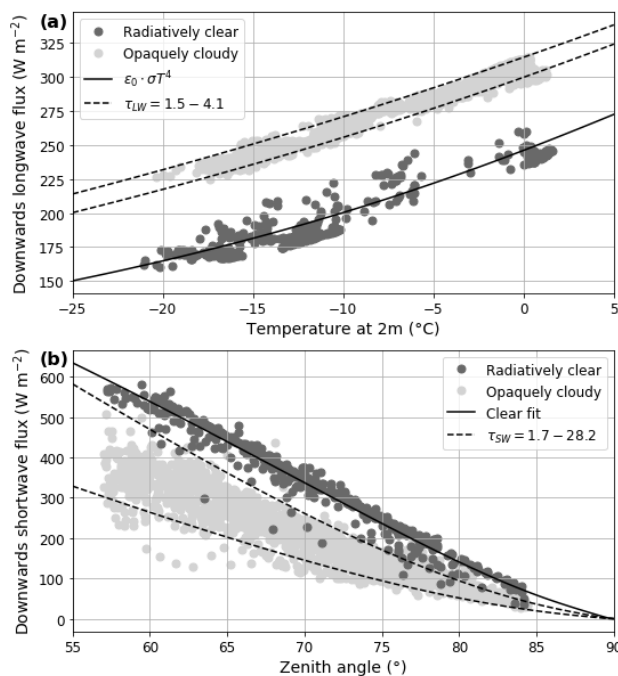 (a)
Radiatively clear
Opaquely cloudy
ε₀ · σT⁴
τ_LW = 1.5 − 4.1
Downwards longwave flux (W m⁻²)
325
300
275
250
225
200
175
150
−25
−20
−15
−10
−5
0
5
Temperature at 2m (°C)
(b)
Radiatively clear
Opaquely cloudy
Clear fit
τ_SW = 1.7 − 28.2
Downwards shortwave flux (W m⁻²)
600
500
400
300
200
100
0
55
60
65
70
75
80
85
90
Zenith angle (°)